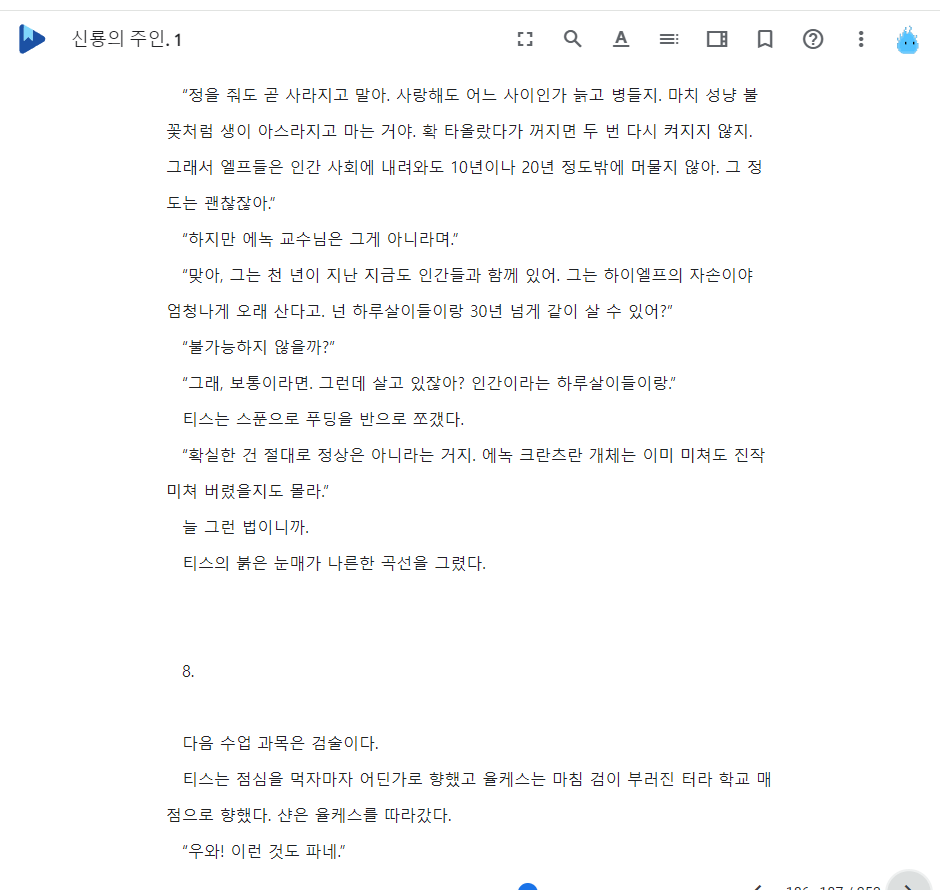 신룡의 주인. 1
“정을 줘도 곧 사라지고 말아. 사랑해도 어느 사이인가 늙고 병들지. 마치 성냥 불
꽃처럼 생이 아스라지고 마는 거야. 확 타올랐다가 꺼지면 두 번 다시 켜지지 않지.
그래서 엘프들은 인간 사회에 내려와도 10년이나 20년 정도밖에 머물지 않아. 그 정
도는 괜찮잖아.”
“하지만 에녹 교수님은 그게 아니라며.”
“맞아, 그는 천 년이 지난 지금도 인간들과 함께 있어. 그는 하이엘프의 자손이야
엄청나게 오래 산다고. 넌 하루살이들이랑 30년 넘게 같이 살 수 있어?”
“불가능하지 않을까?”
“그래, 보통이라면. 그런데 살고 있잖아? 인간이라는 하루살이들이랑.”
티스는 스푼으로 푸딩을 반으로 쪼갰다.
“확실한 건 절대로 정상은 아니라는 거지. 에녹 크란츠란 개체는 이미 미쳐도 진작
미쳐 버렸을지도 몰라.”
늘 그런 법이니까.
티스의 붉은 눈매가 나른한 곡선을 그렸다.
8.
다음 수업 과목은 검술이다.
티스는 점심을 먹자마자 어딘가로 향했고 율케스는 마침 검이 부러진 터라 학교 매
점으로 향했다. 샨은 율케스를 따라갔다.
“우와! 이런 것도 파네.”